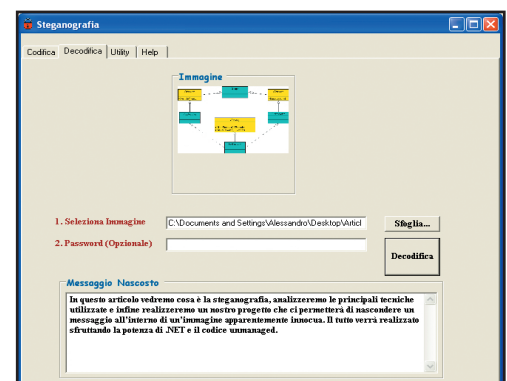 Steganografia
Codifica Decodifica Utility Help
Immagine
1. Seleziona Immagine C:\Documents and Settings\Alessandro\Desktop\Articl Sfoglia...
2. Password (Opzionale)
Decodifica
Messaggio Nascosto
In questo articolo vedremo cosa è la steganografia, analizzeremo le principali tecniche
utilizzate e infine realizzeremo un nostro progetto che ci permetterà di nascondere un
messaggio all'interno di un'immagine apparentemente innocua. Il tutto verrà realizzato
sfruttando la potenza di .NET e il codice unmanaged.